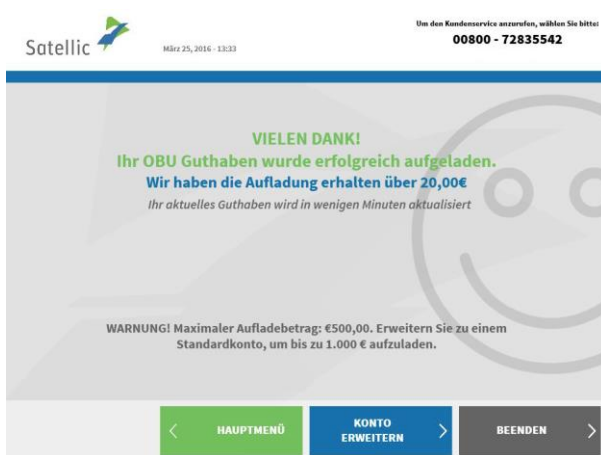 Satellic
März 25, 2016 - 13:33
Um den Kundenservice anzurufen, wählen Sie bitte:
00800 - 72835542
VIELEN DANK!
Ihr OBU Guthaben wurde erfolgreich aufgeladen.
Wir haben die Aufladung erhalten über 20,00€
Ihr aktuelles Guthaben wird in wenigen Minuten aktualisiert
WARNUNG! Maximaler Aufladebetrag: €500,00. Erweitern Sie zu einem
Standardkonto, um bis zu 1.000 € aufzuladen.
HAUPTMENÜ
KONTO
ERWEITERN
BEENDEN